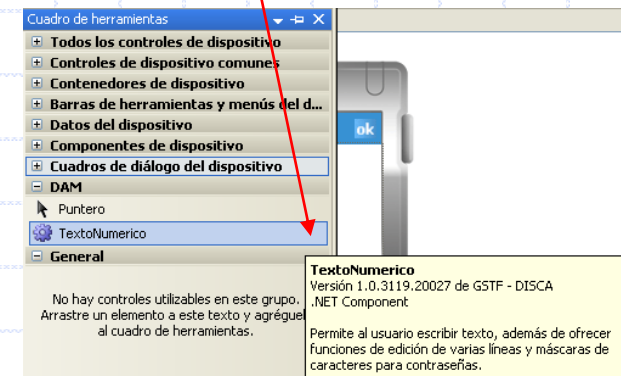 Cuadro de herramientas
Todos los controles de dispositivo
Controles de dispositivo comunes
Contenedores de dispositivo
Barras de herramientas y menús del d...
Datos del dispositivo
Componentes de dispositivo
Cuadros de diálogo del dispositivo
DAM
Puntero
TextoNumerico
General
No hay controles utilizables en este grupo.
Arrastre un elemento a este texto y agréguel
al cuadro de herramientas.
ok
TextoNumerico
Versión 1.0.3119.20027 de GSTF - DISCA
.NET Component
Permite al usuario escribir texto, además de ofrecer
funciones de edición de varias líneas y máscaras de
caracteres para contraseñas.